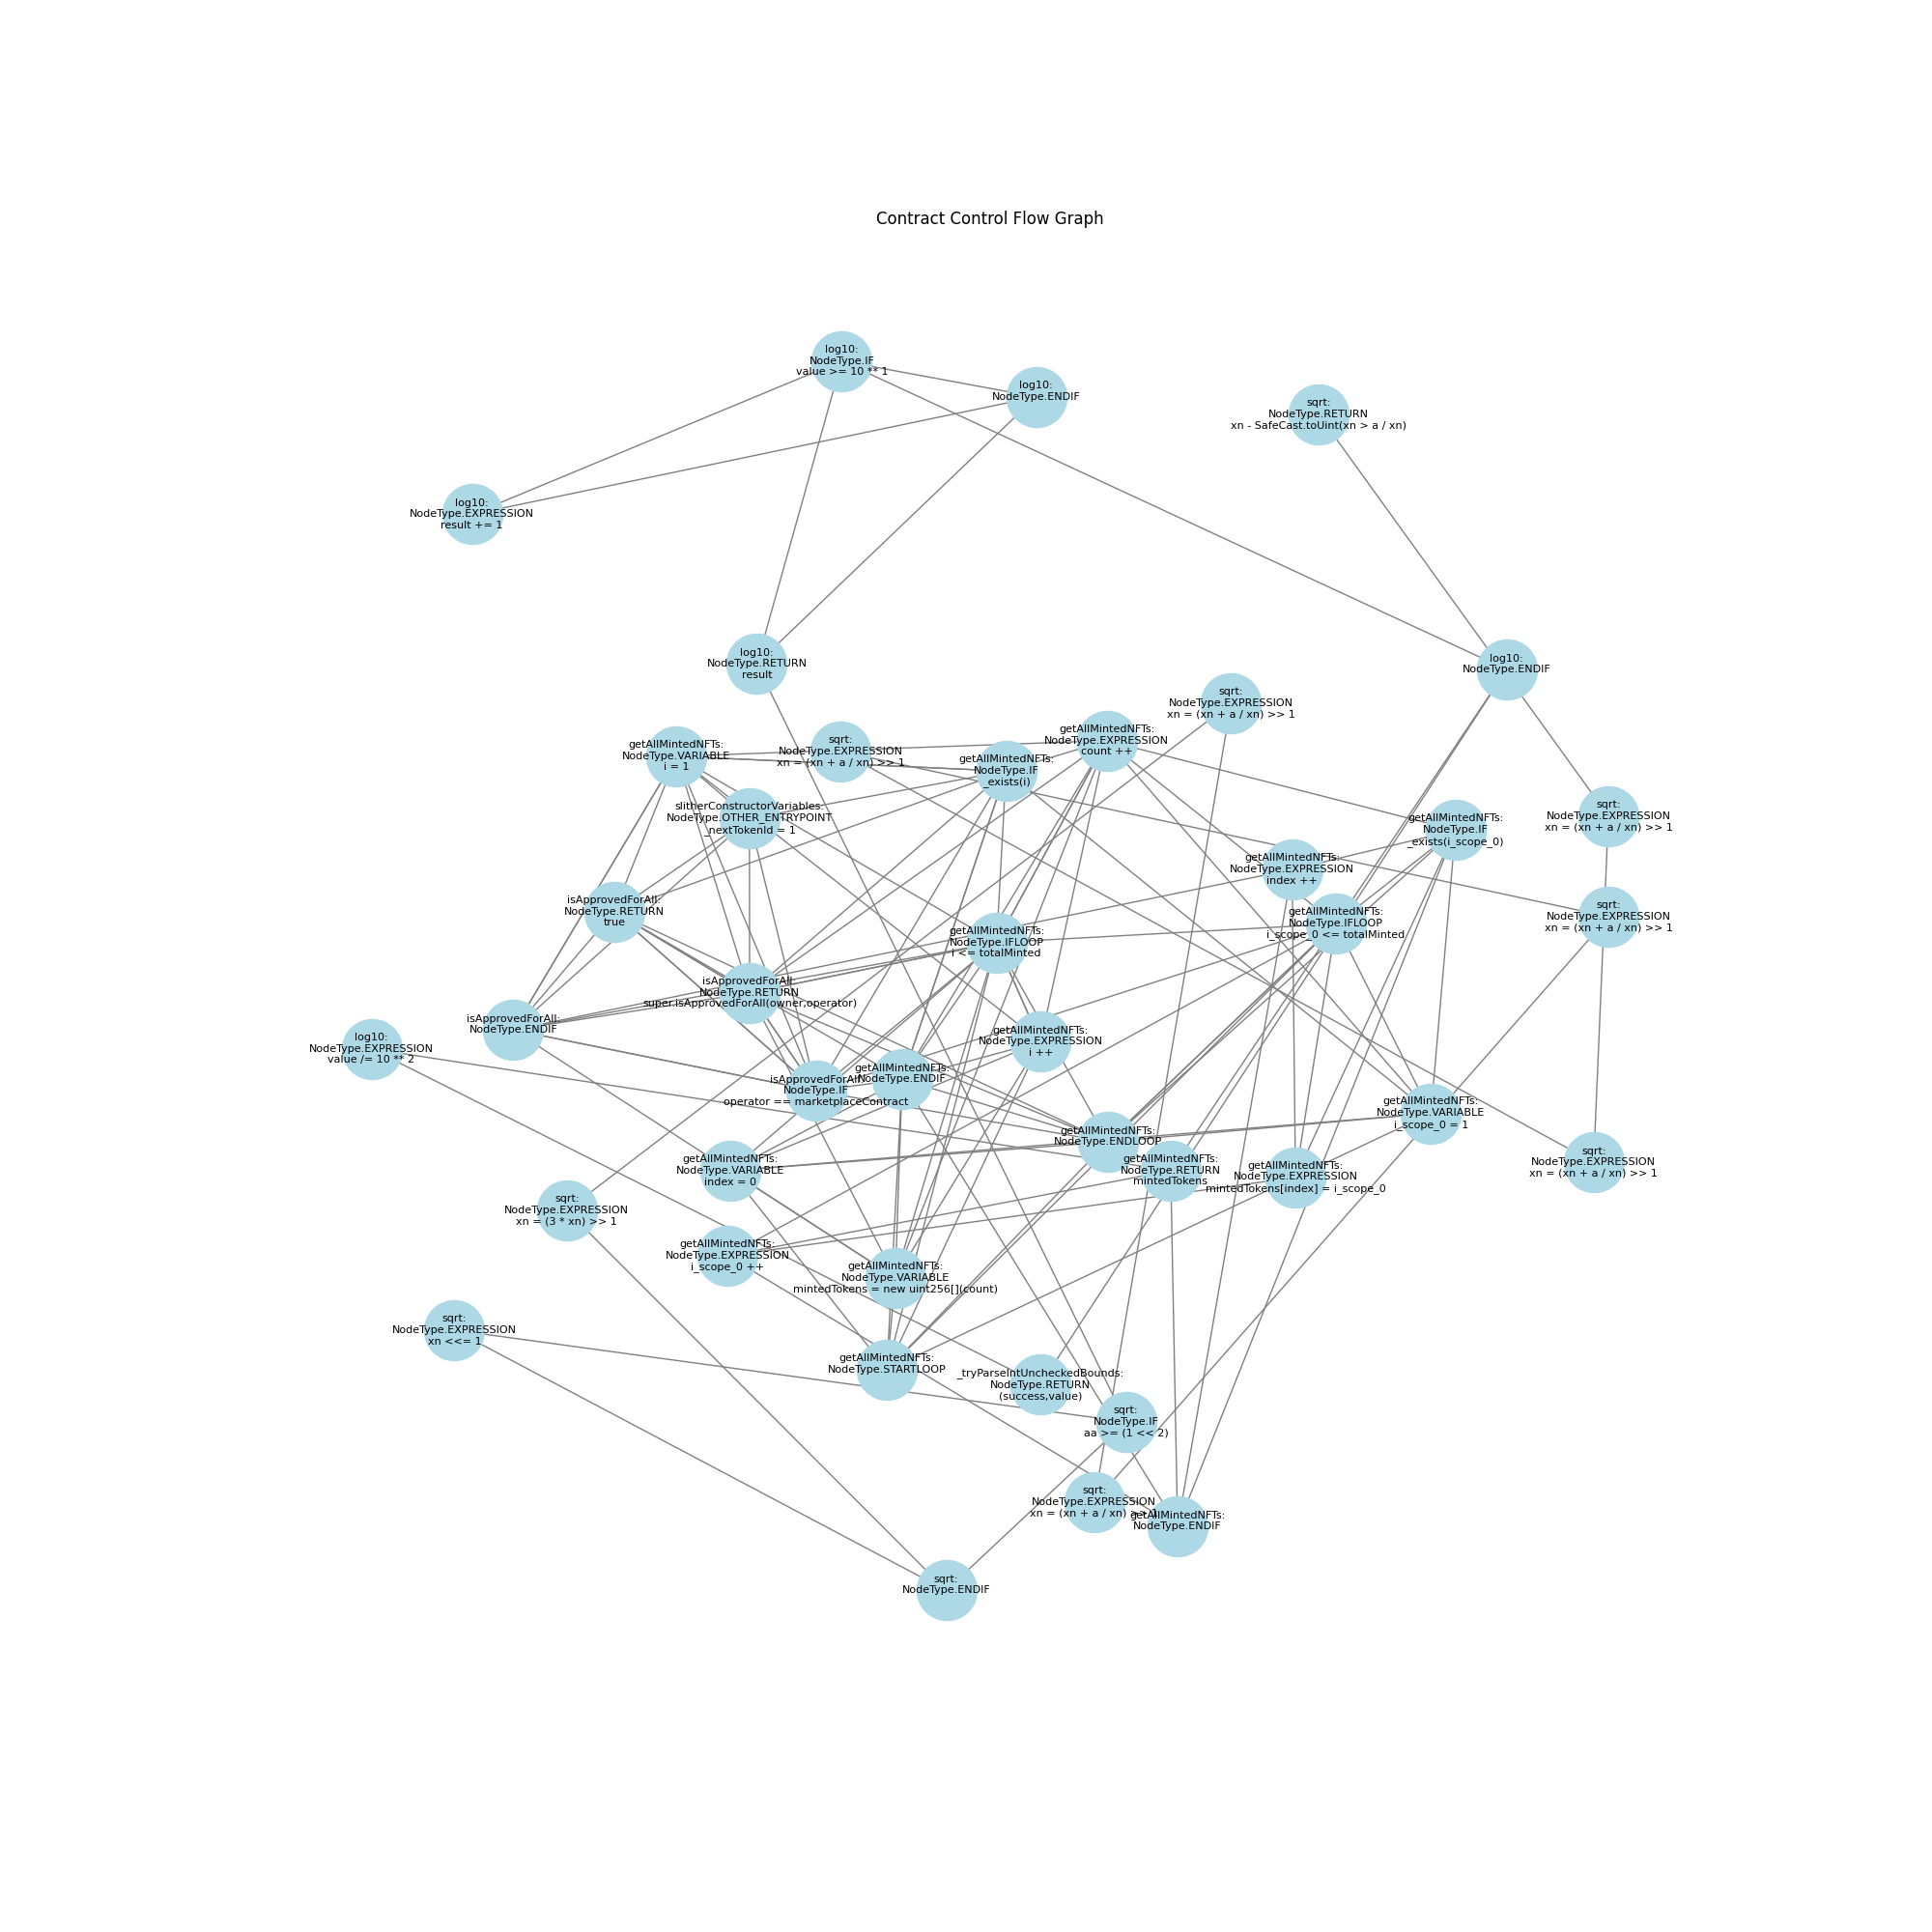 Contract Control Flow Graph
log10:
NodeType.IF
value >= 10 ** 1
log10:
NodeType.ENDIF
sqrt:
NodeType.RETURN
xn - SafeCast.toUint(xn > a / xn)
log10:
NodeType.EXPRESSION
result += 1
log10:
NodeType.RETURN
result
log10:
NodeType.ENDIF
sqrt:
NodeType.EXPRESSION
xn = (xn + a / xn) >> 1
getAllMintedNFTs:
NodeType.VARIABLE
i = 1
sqrt:
NodeType.EXPRESSION
xn = (xn + a / xn) >> 1
getAllMintedNFTs:
NodeType.EXPRESSION
count ++
getAllMintedNFTs:
NodeType.IF
_exists(i)
slitherConstructorVariables:
NodeType.OTHER_ENTRYPOINT
_nextTokenId = 1
sqrt:
NodeType.EXPRESSION
xn = (xn + a / xn) >> 1
getAllMintedNFTs:
NodeType.IF
_exists(i_scope_0)
getAllMintedNFTs:
NodeType.EXPRESSION
index ++
isApprovedForAll:
NodeType.RETURN
true
getAllMintedNFTs:
NodeType.IFLOOP
i_scope_0 <= totalMinted
sqrt:
NodeType.EXPRESSION
xn = (xn + a / xn) >> 1
getAllMintedNFTs:
NodeType.IFLOOP
i <= totalMinted
isApprovedForAll:
NodeType.RETURN
super.isApprovedForAll(owner,operator)
isApprovedForAll:
NodeType.ENDIF
getAllMintedNFTs:
NodeType.EXPRESSION
i ++
log10:
NodeType.EXPRESSION
value /= 10 ** 2
isApprovedForAll:
NodeType.IF
operator == marketplaceContract
getAllMintedNFTs:
NodeType.ENDIF
getAllMintedNFTs:
NodeType.VARIABLE
i_scope_0 = 1
getAllMintedNFTs:
NodeType.ENDLOOP
getAllMintedNFTs:
NodeType.VARIABLE
index = 0
getAllMintedNFTs:
NodeType.RETURN
mintedTokens
getAllMintedNFTs:
NodeType.EXPRESSION
mintedTokens[index] = i_scope_0
sqrt:
NodeType.EXPRESSION
xn = (xn + a / xn) >> 1
sqrt:
NodeType.EXPRESSION
xn = (3 * xn) >> 1
getAllMintedNFTs:
NodeType.EXPRESSION
i_scope_0 ++
getAllMintedNFTs:
NodeType.VARIABLE
mintedTokens = new uint256[](count)
sqrt:
NodeType.EXPRESSION
xn <<= 1
getAllMintedNFTs:
NodeType.STARTLOOP
_tryParseIntUncheckedBounds:
NodeType.RETURN
(success,value)
sqrt:
NodeType.IF
aa >= (1 << 2)
sqrt:
NodeType.EXPRESSION
xn = (xn + a / xn) >> 1
getAllMintedNFTs:
NodeType.ENDIF
sqrt:
NodeType.ENDIF